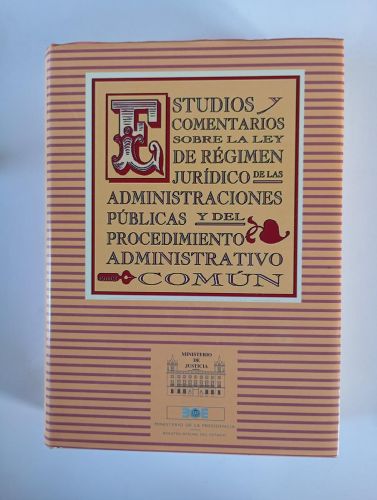 ESTUDIOS Y
COMENTARIOS
SOBRE LA LEY
DE RÉGIMEN
JURÍDICO DE LAS
ADMINISTRACIONES
PÚBLICAS Y DEL
PROCEDIMIENTO
ADMINISTRATIVO
COMÚN
MINISTERIO
DE
JUSTICIA
BOE
MINISTERIO DE LA PRESIDENCIA
BOLETÍN OFICIAL DEL ESTADO